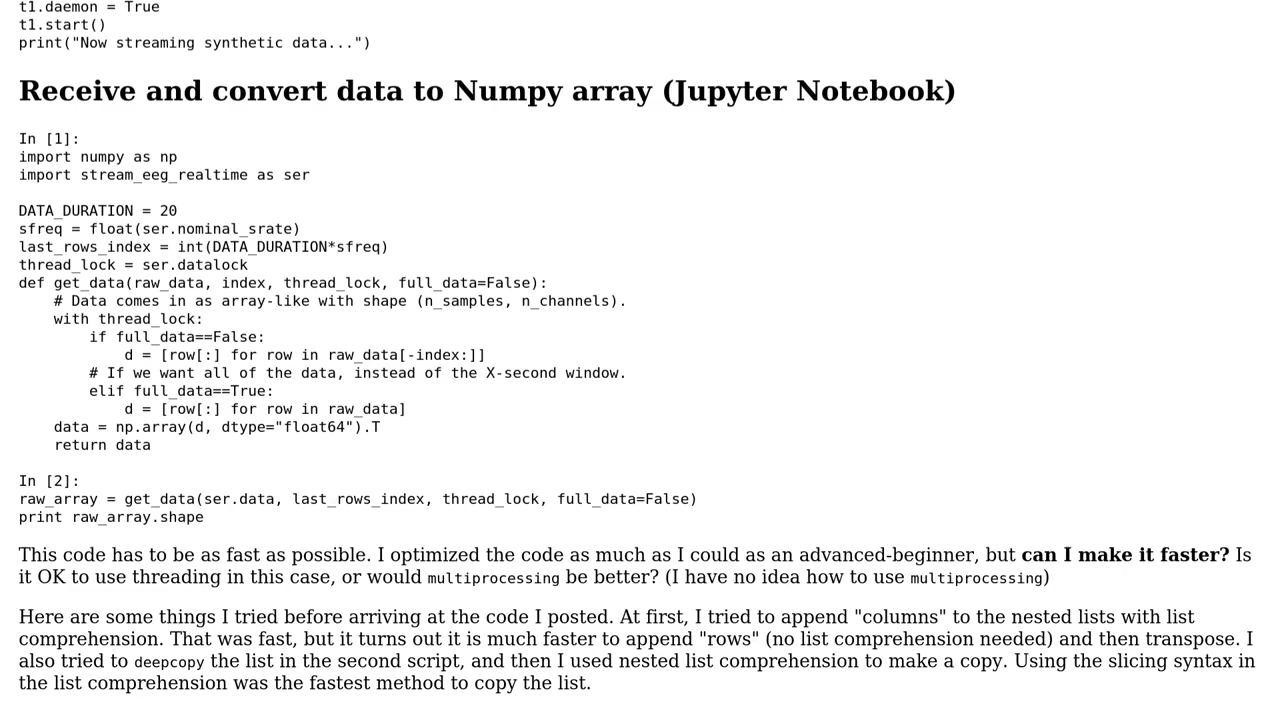 t1.daemon = True
t1.start()
print("Now streaming synthetic data...")
Receive and convert data to Numpy array (Jupyter Notebook)
In [1]:
import numpy as np
import stream_eeg_realtime as ser
DATA_DURATION = 20
sfreq = float(ser.nominal_srate)
last_rows_index = int(DATA_DURATION*sfreq)
thread_lock = ser.datalock
def get_data(raw_data, index, thread_lock, full_data=False):
    # Data comes in as array-like with shape (n_samples, n_channels).
    with thread_lock:
        if full_data==False:
            d = [row[:] for row in raw_data[-index:]]
        # If we want all of the data, instead of the X-second window.
        elif full_data==True:
            d = [row[:] for row in raw_data]
    data = np.array(d, dtype="float64").T
    return data
In [2]:
raw_array = get_data(ser.data, last_rows_index, thread_lock, full_data=False)
print raw_array.shape
This code has to be as fast as possible. I optimized the code as much as I could as an advanced-beginner, but can I make it faster? Is
it OK to use threading in this case, or would multiprocessing be better? (I have no idea how to use multiprocessing)
Here are some things I tried before arriving at the code I posted. At first, I tried to append "columns" to the nested lists with list
comprehension. That was fast, but it turns out it is much faster to append "rows" (no list comprehension needed) and then transpose. I
also tried to deepcopy the list in the second script, and then I used nested list comprehension to make a copy. Using the slicing syntax in
the list comprehension was the fastest method to copy the list.